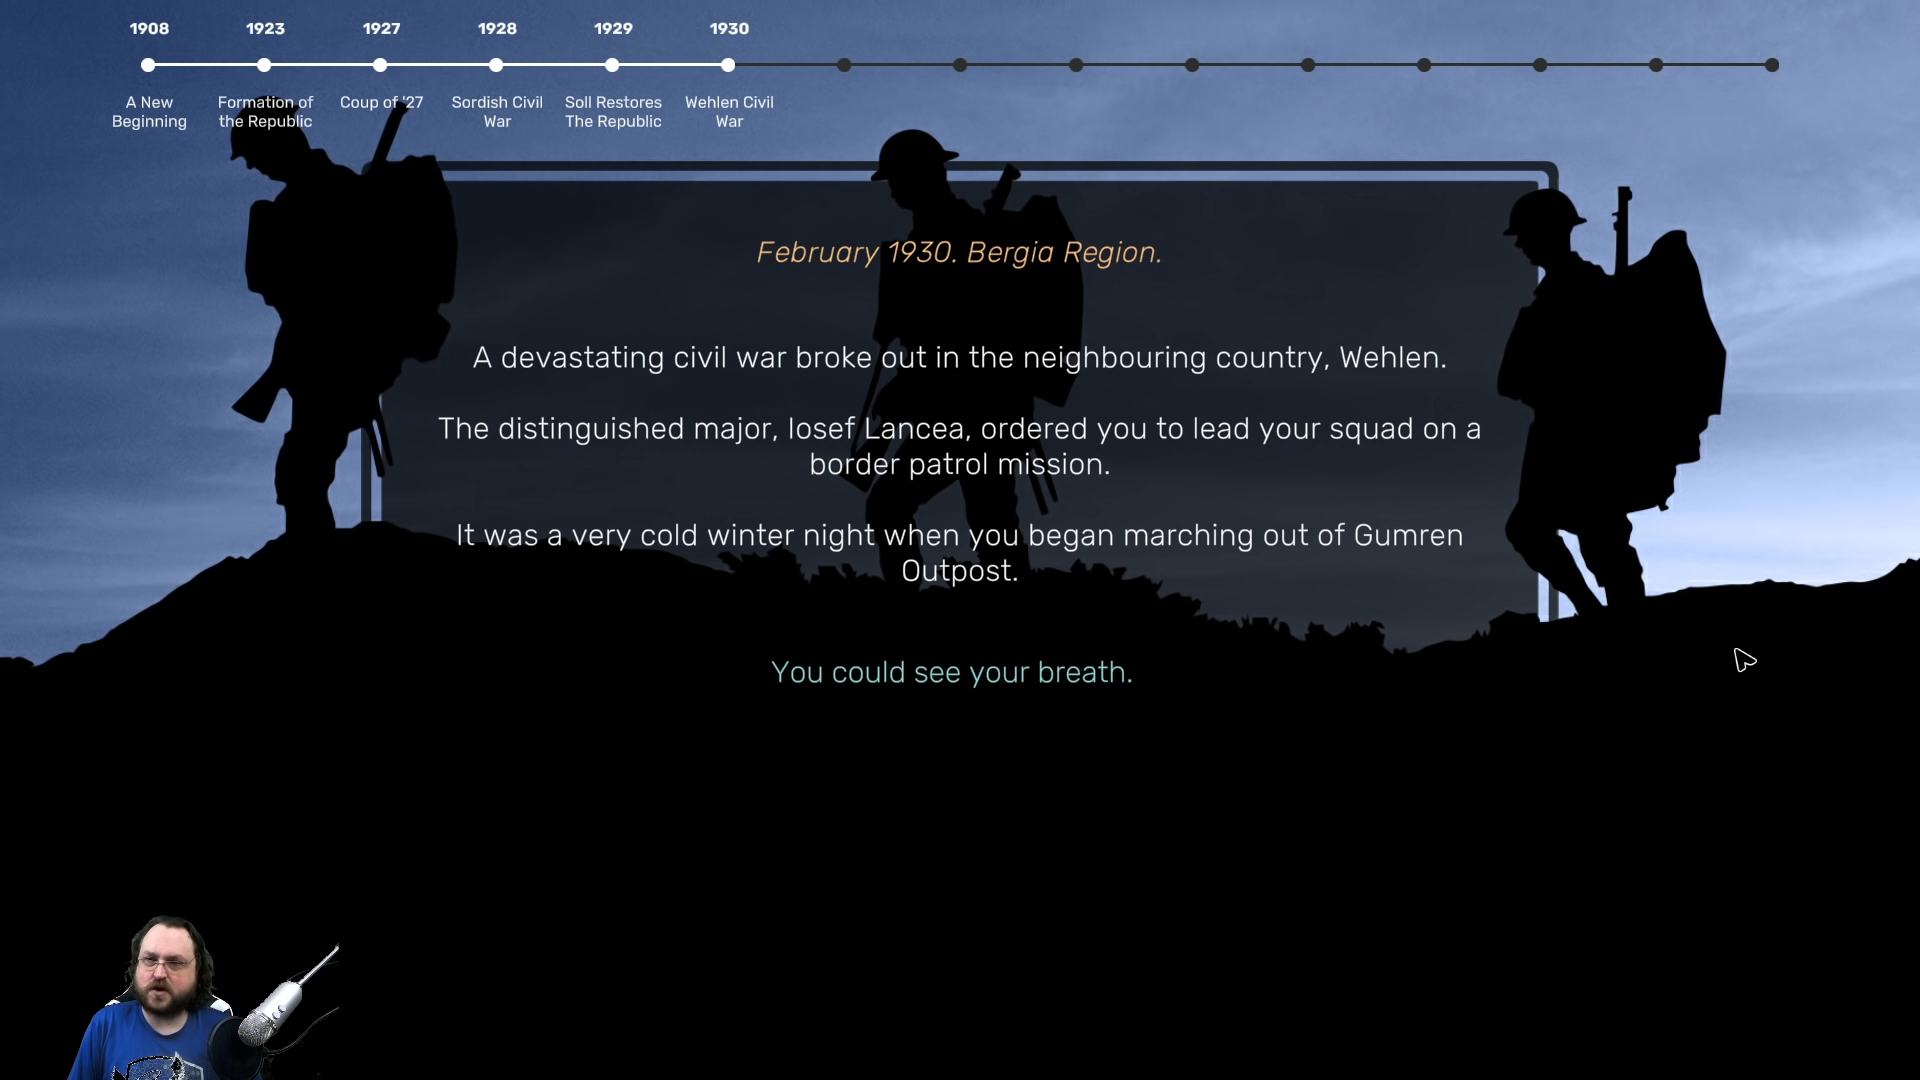 1908
1923
1927
1928
1929
1930
A New
Beginning
Formation of
the Republic
Coup of '27
Sordish Civil
War
Soll Restores
The Republic
Wehlen Civil
War
February 1930. Bergia Region.
A devastating civil war broke out in the neighbouring country, Wehlen.
The distinguished major, Iosef Lancea, ordered you to lead your squad on a
border patrol mission.
It was a very cold winter night when you began marching out of Gumren
Outpost.
You could see your breath.